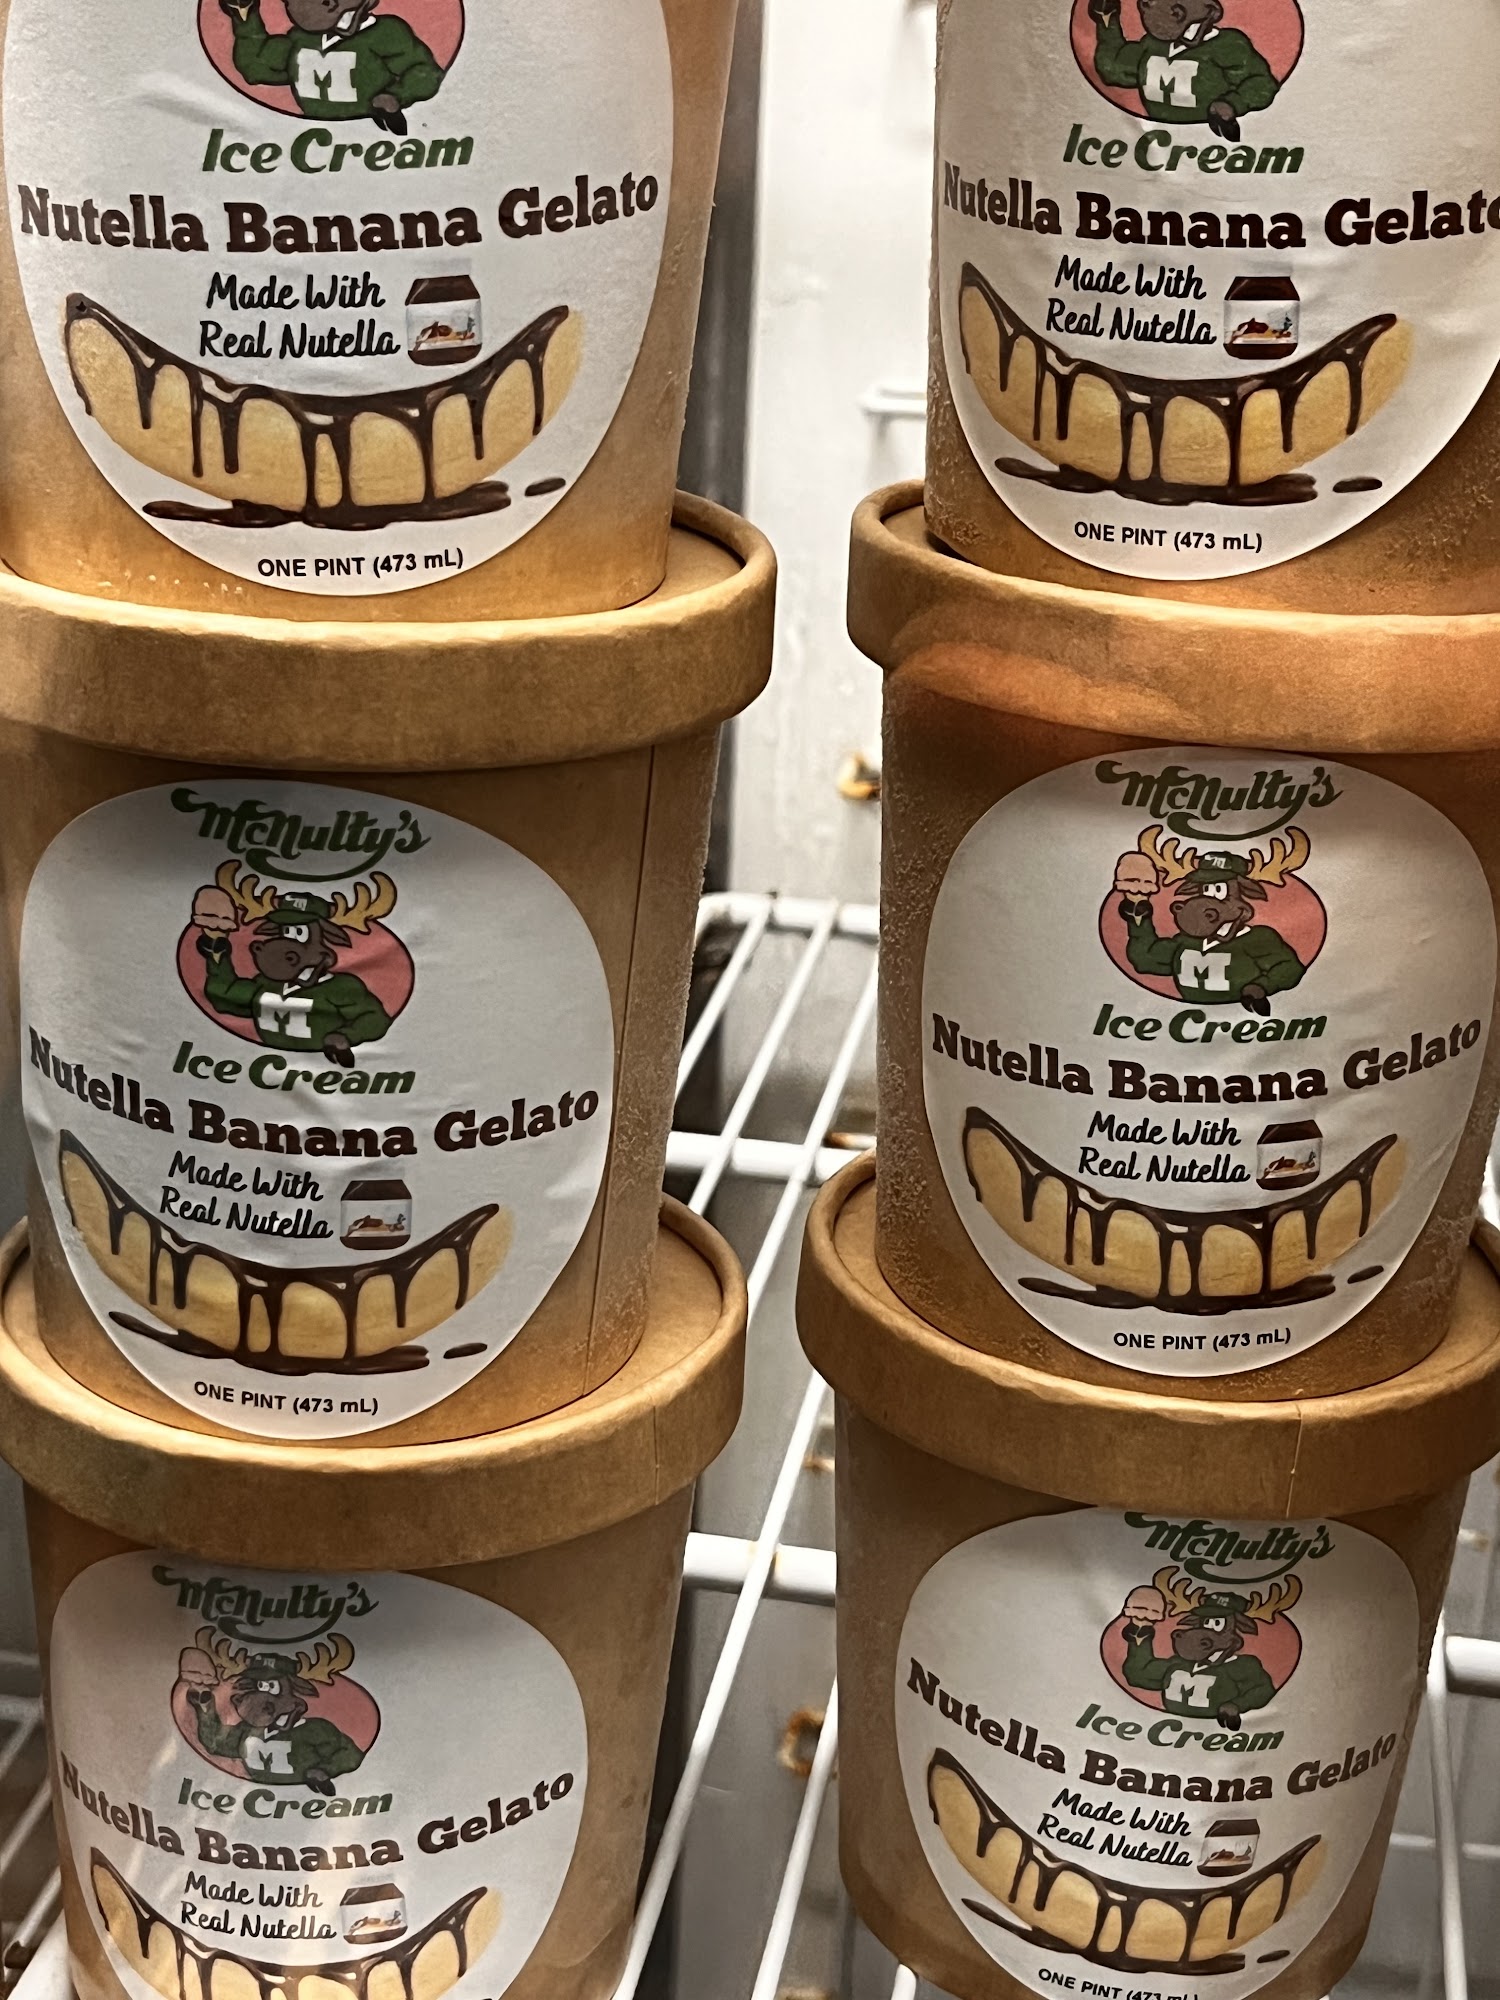 M
Ice Cream
Nutella Banana Gelato
Made With
Real Nutella
ONE PINT (473 mL)
M
Ice Cream
Nutella Banana Gelato
Made With
Real Nutella
ONE PINT (473 mL)
McNulty's
M
Ice Cream
Nutella Banana Gelato
Made With
Real Nutella
ONE PINT (473 mL)
McNulty's
M
Ice Cream
Nutella Banana Gelato
Made With
Real Nutella
ONE PINT (473 mL)
McNulty's
M
Ice Cream
Nutella Banana Gelato
Made With
Real Nutella
McNulty's
M
Ice Cream
Nutella Banana Gelato
Made With
Real Nutella
ONE PINT (473 mL)